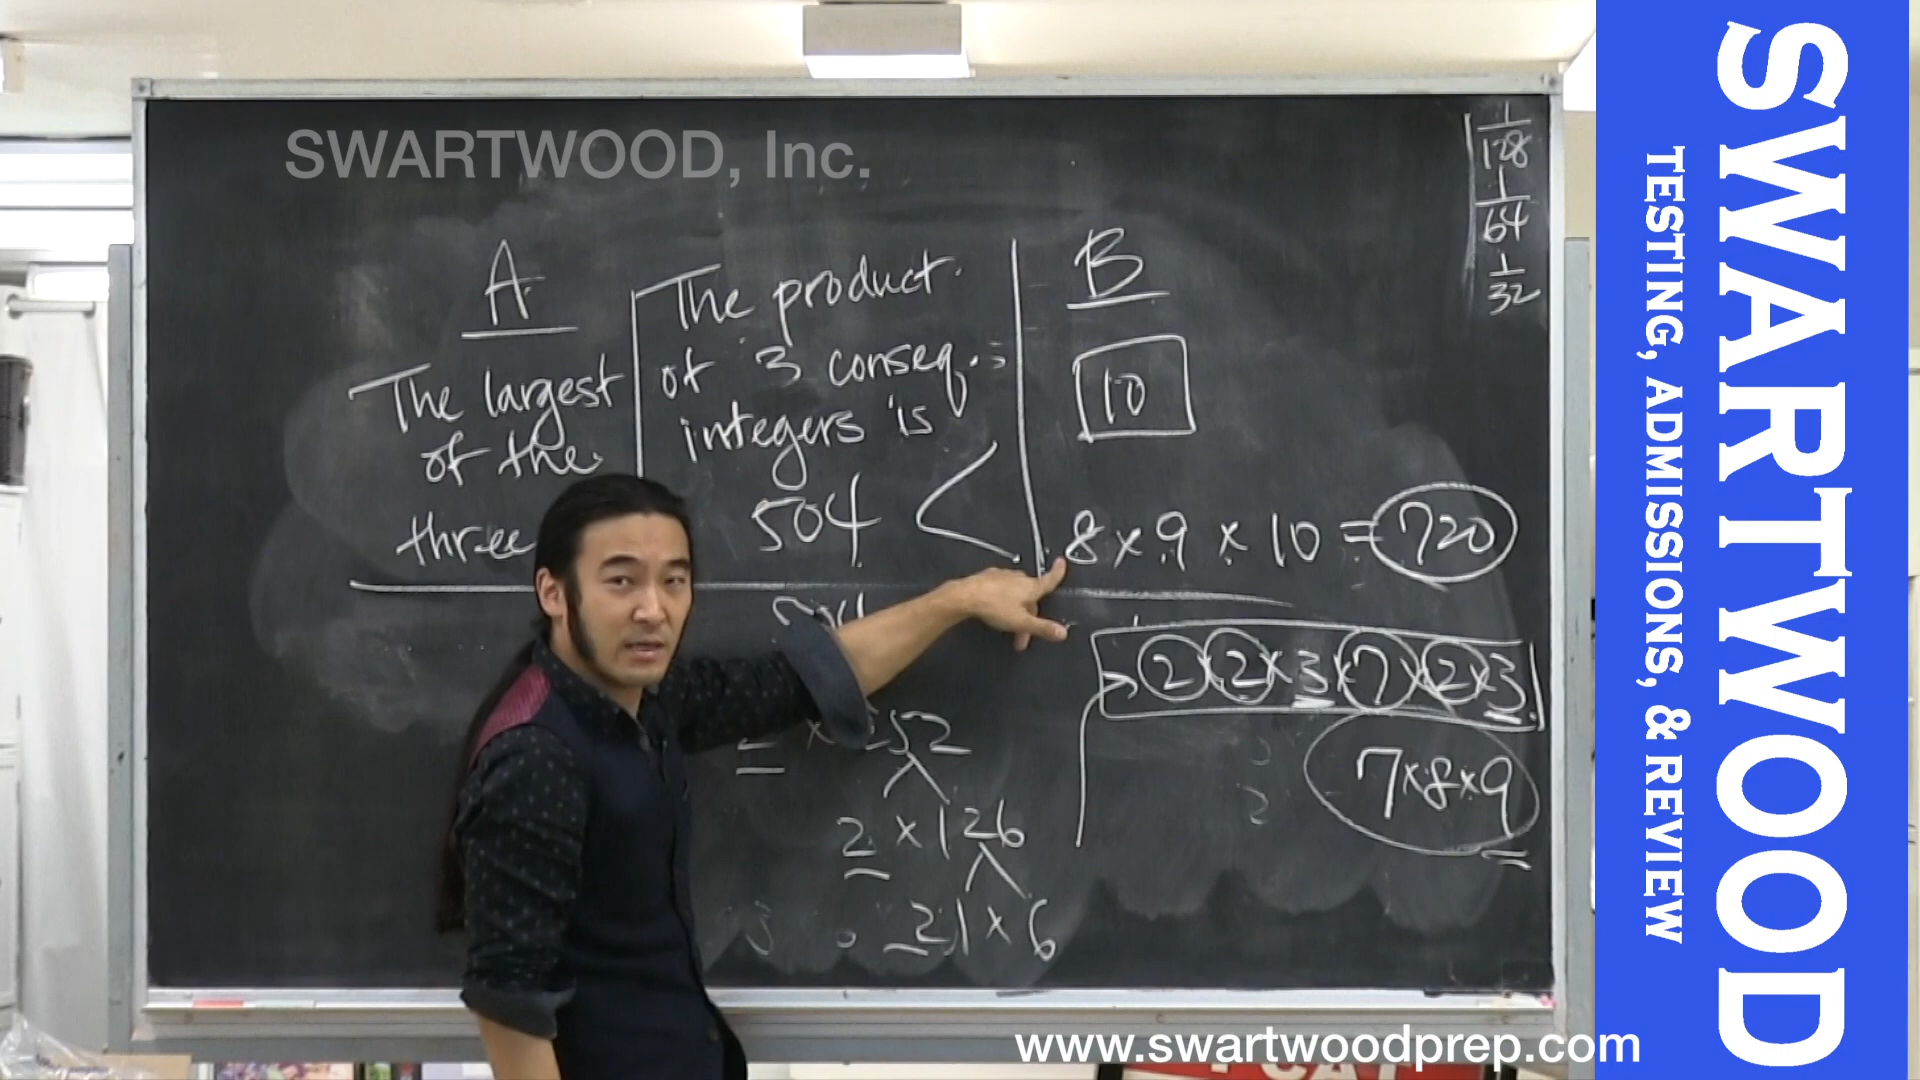 SWARTWOOD, Inc.
A
The largest
of the
three
The product
of 3 conseq.
integers is
504
<
B
10
8 x 9 x 10 = 720
1/128
1/64
1/32
2 x 2 x 3 x 7 x 2 x 3
7 x 8 x 9
2 x 252
2 x 126
21 x 6
www.swartwoodprep.com
SWARTWOOD
TESTING, ADMISSIONS, & REVIEW